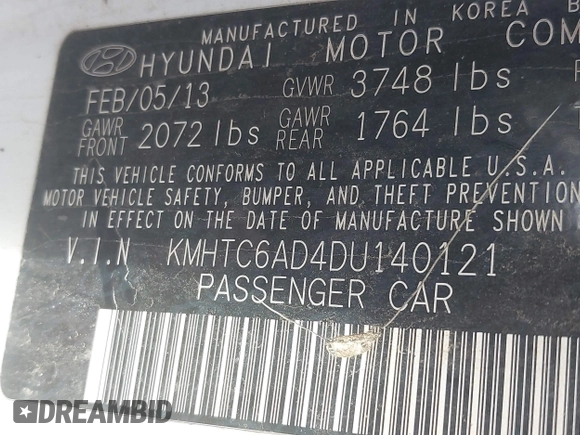 MANUFACTURED IN KOREA
HYUNDAI MOTOR COM
FEB/05/13 GVWR 3748 lbs
GAWR FRONT 2072 lbs GAWR REAR 1764 lbs
THIS VEHICLE CONFORMS TO ALL APPLICABLE U.S.A.
MOTOR VEHICLE SAFETY, BUMPER, AND THEFT PREVENTION
IN EFFECT ON THE DATE OF MANUFACTURE SHOWN
V.I.N KMHTC6AD4DU140121
PASSENGER CAR
DREAMBID